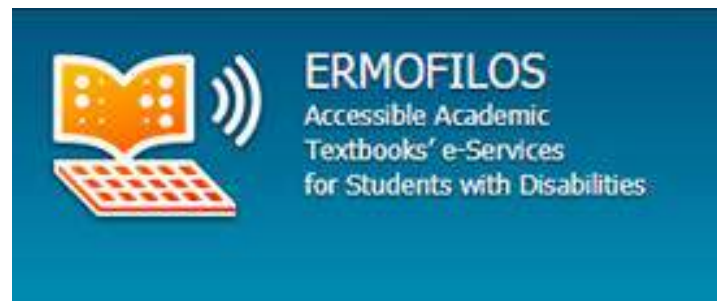 ERMOFILOS
Accessible Academic
Textbooks' e-Services
for Students with Disabilities